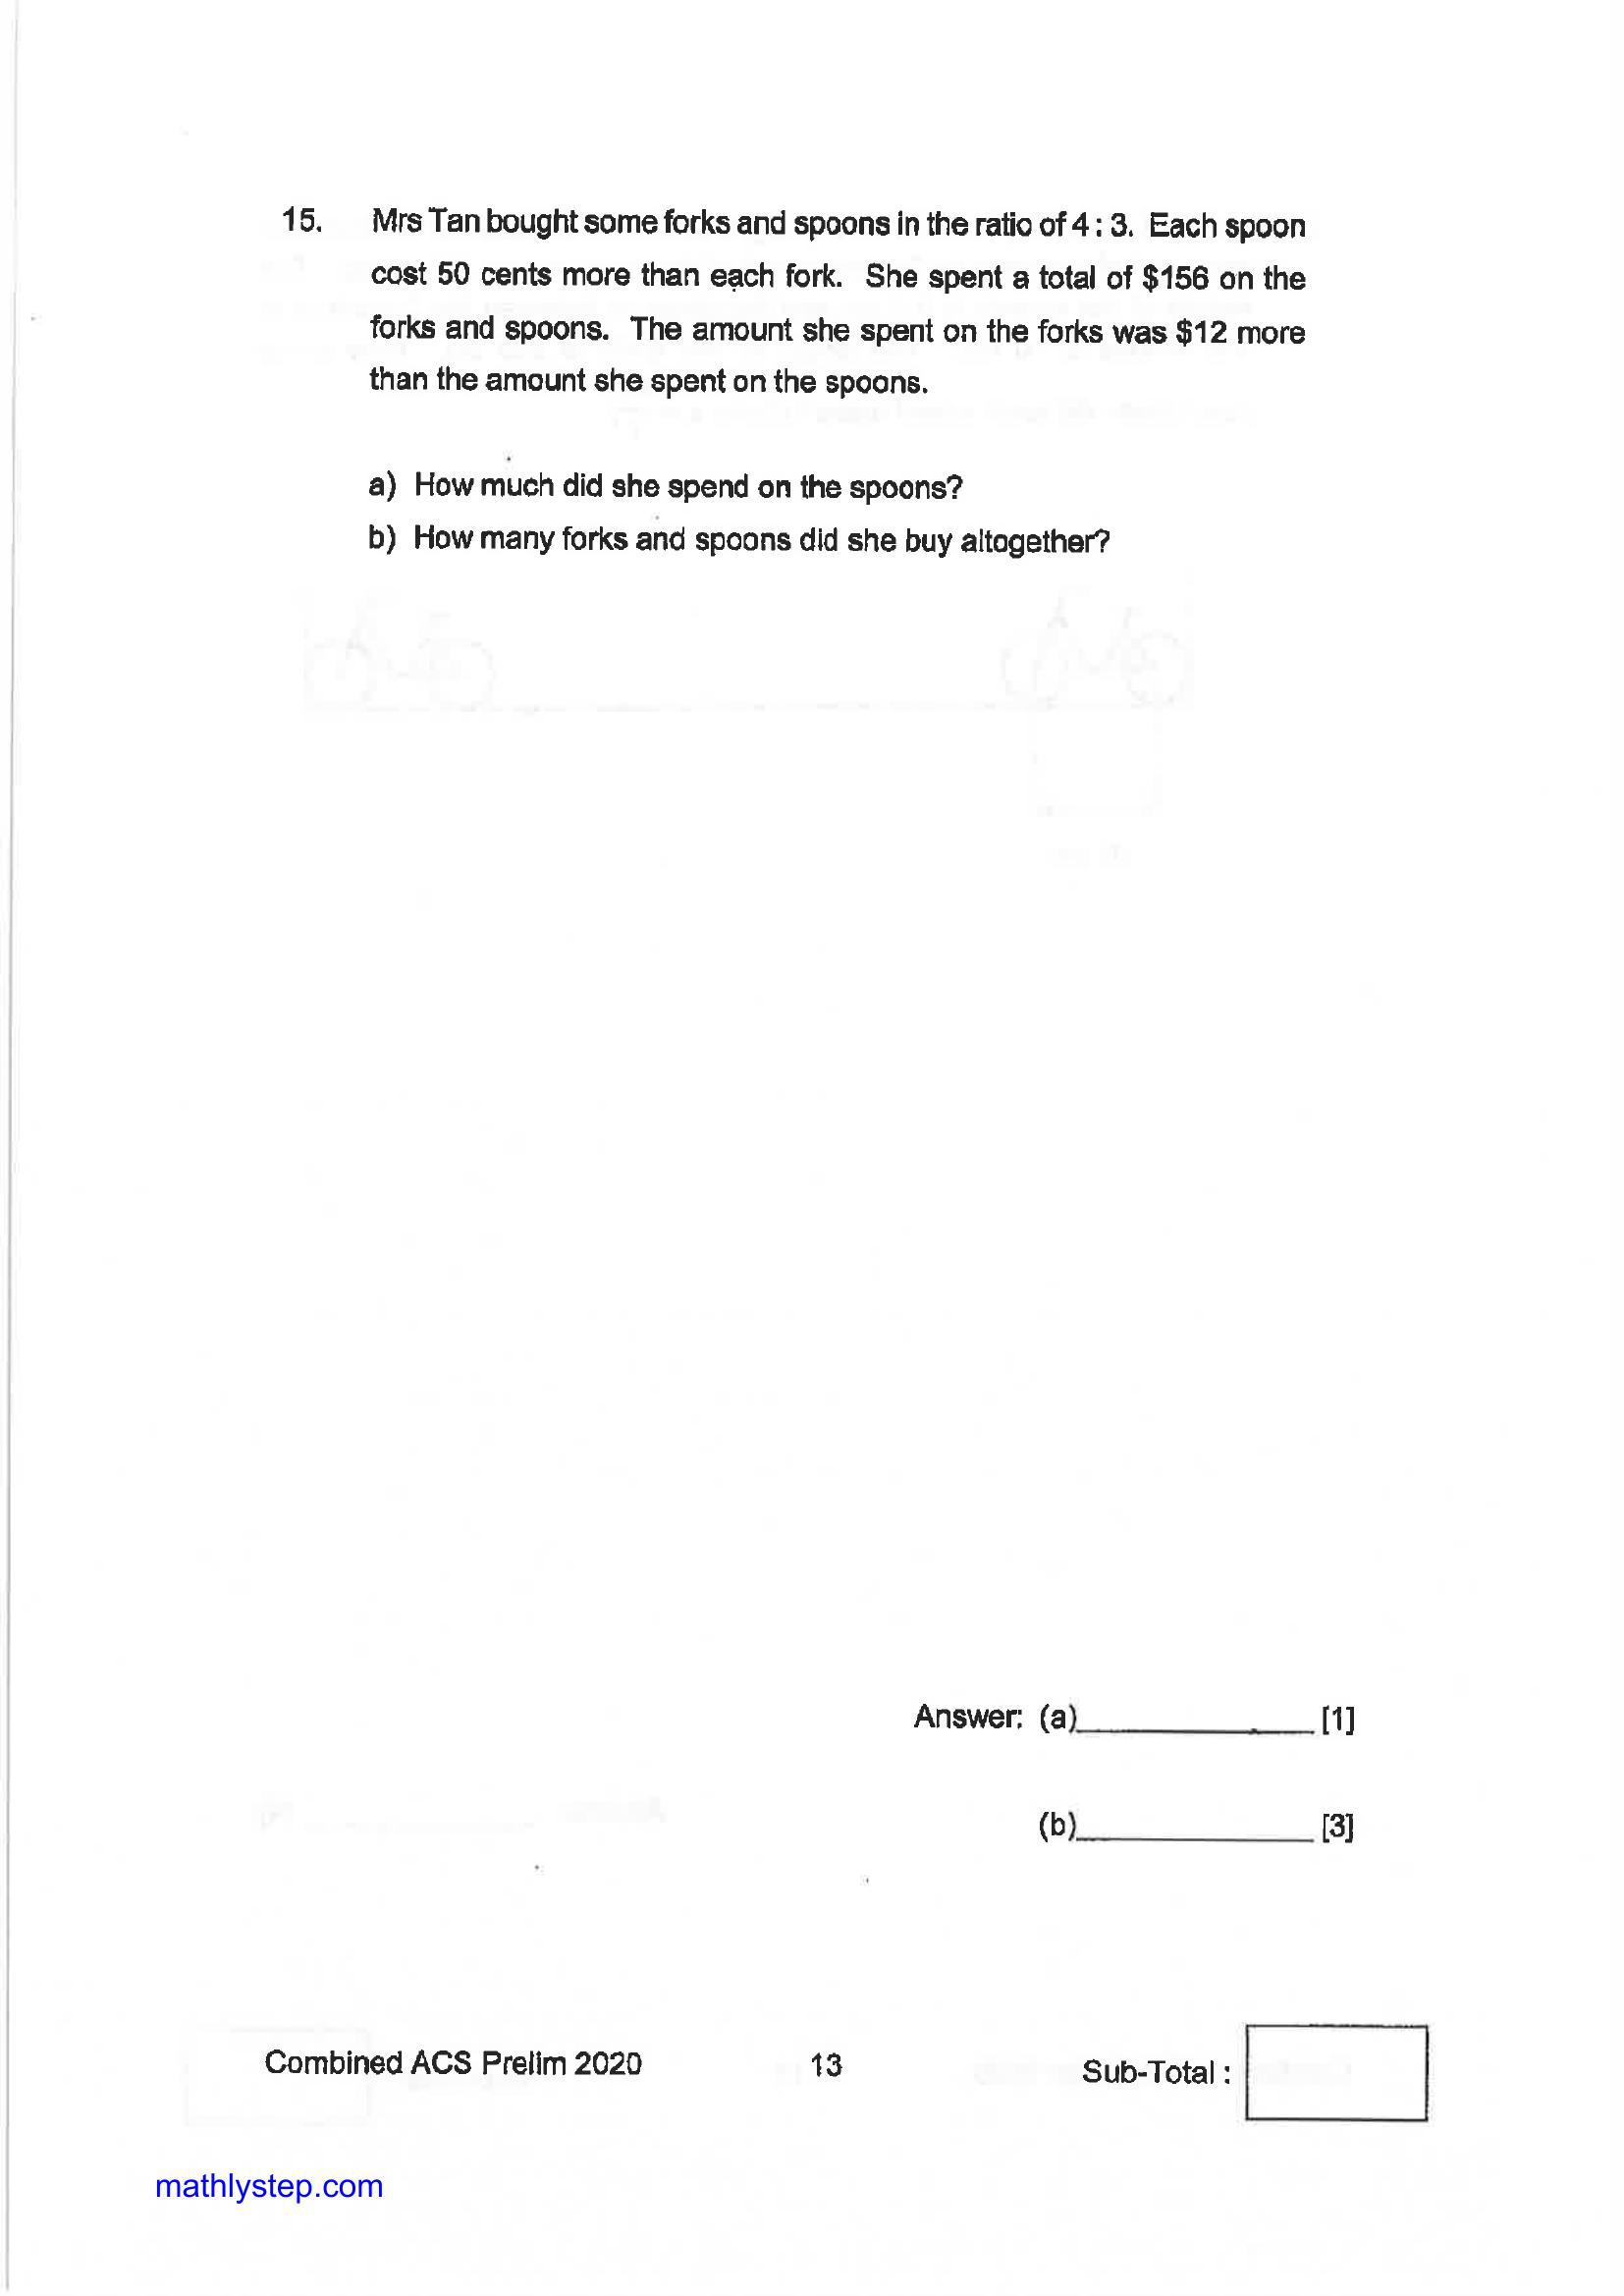 15. Mrs Tan bought some forks and spoons in the ratio of 4 : 3. Each spoon
cost 50 cents more than each fork. She spent a total of $156 on the
forks and spoons. The amount she spent on the forks was $12 more
than the amount she spent on the spoons.
a) How much did she spend on the spoons?
b) How many forks and spoons did she buy altogether?
Answer: (a)______________ [1]
(b)______________ [3]
Combined ACS Prelim 2020 13 Sub-Total :
mathlystep.com